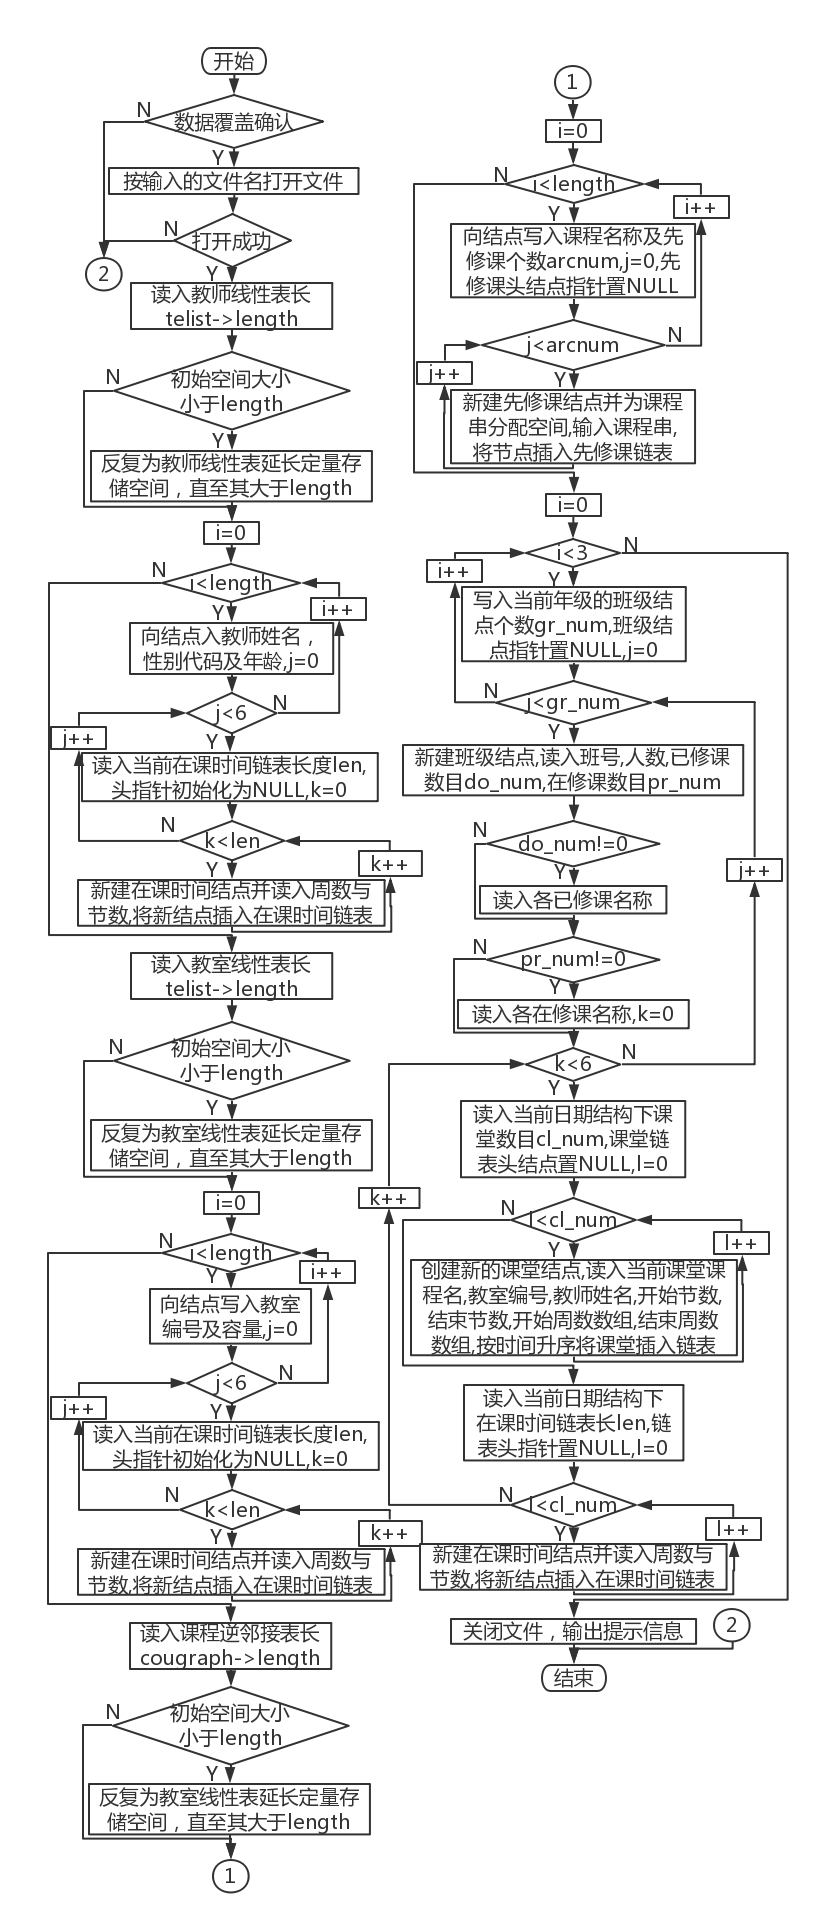 开始
N
数据覆盖确认
Y
按输入的文件名打开文件
N
打开成功
2
Y
读入教师线性表长
telist->length
N
初始空间大小
小于length
Y
反复为教师线性表延长定量存
储空间，直至其大于length
i=0
N
i<length
Y
i++
向结点入教师姓名，
性别代码及年龄,j=0
j<6
N
j++
Y
读入当前在课时间链表长度len,
头指针初始化为NULL,k=0
N
k<len
k++
Y
新建在课时间结点并读入周数与
节数,将新结点插入在课时间链表
读入教室线性表长
telist->length
N
初始空间大小
小于length
Y
反复为教室线性表延长定量存
储空间，直至其大于length
i=0
N
i<length
Y
i++
向结点写入教室
编号及容量,j=0
j<6
N
j++
Y
读入当前在课时间链表长度len,
头指针初始化为NULL,k=0
N
k<len
k++
Y
新建在课时间结点并读入周数与
节数,将新结点插入在课时间链表
读入课程逆邻接表长
cougraph->length
N
初始空间大小
小于length
Y
反复为教室线性表延长定量存
储空间，直至其大于length
1
1
i=0
N
i<length
Y
i++
向结点写入课程名称及先
修课个数arcnum,j=0,先
修课头结点指针置NULL
j<arcnum
N
j++
Y
新建先修课结点并为课程
串分配空间,输入课程串,
将节点插入先修课链表
i=0
i<3
N
i++
Y
写入当前年级的班级结
点个数gr_num,班级结
点指针置NULL,j=0
N
j<gr_num
Y
新建班级结点,读入班号,人数,已修课
数目do_num,在修课数目pr_num
N
do_num!=0
j++
Y
读入各已修课名称
N
pr_num!=0
Y
读入各在修课名称,k=0
k<6
N
Y
读入当前日期结构下课
堂数目cl_num,课堂链
表头结点置NULL,l=0
k++
N
l<cl_num
Y
l++
创建新的课堂结点,读入当前课堂课
程名,教室编号,教师姓名,开始节数,
结束节数,开始周数数组,结束周数
数组,按时间升序将课堂插入链表
读入当前日期结构下
在课时间链表长len,链
表头指针置NULL,l=0
N
l<cl_num
Y
l++
新建在课时间结点并读入周数与
节数,将新结点插入在课时间链表
关闭文件，输出提示信息
2
结束